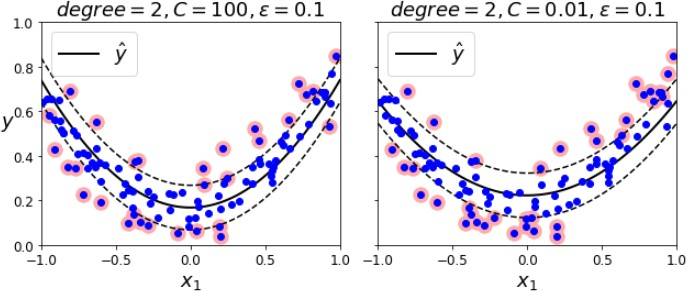 degree = 2, C = 100, ε = 0.1
degree = 2, C = 0.01, ε = 0.1
ŷ
ŷ
y
1.0
0.8
0.6
0.4
0.2
0.0
−1.0 −0.5 0.0 0.5 1.0
−1.0 −0.5 0.0 0.5 1.0
x₁
x₁